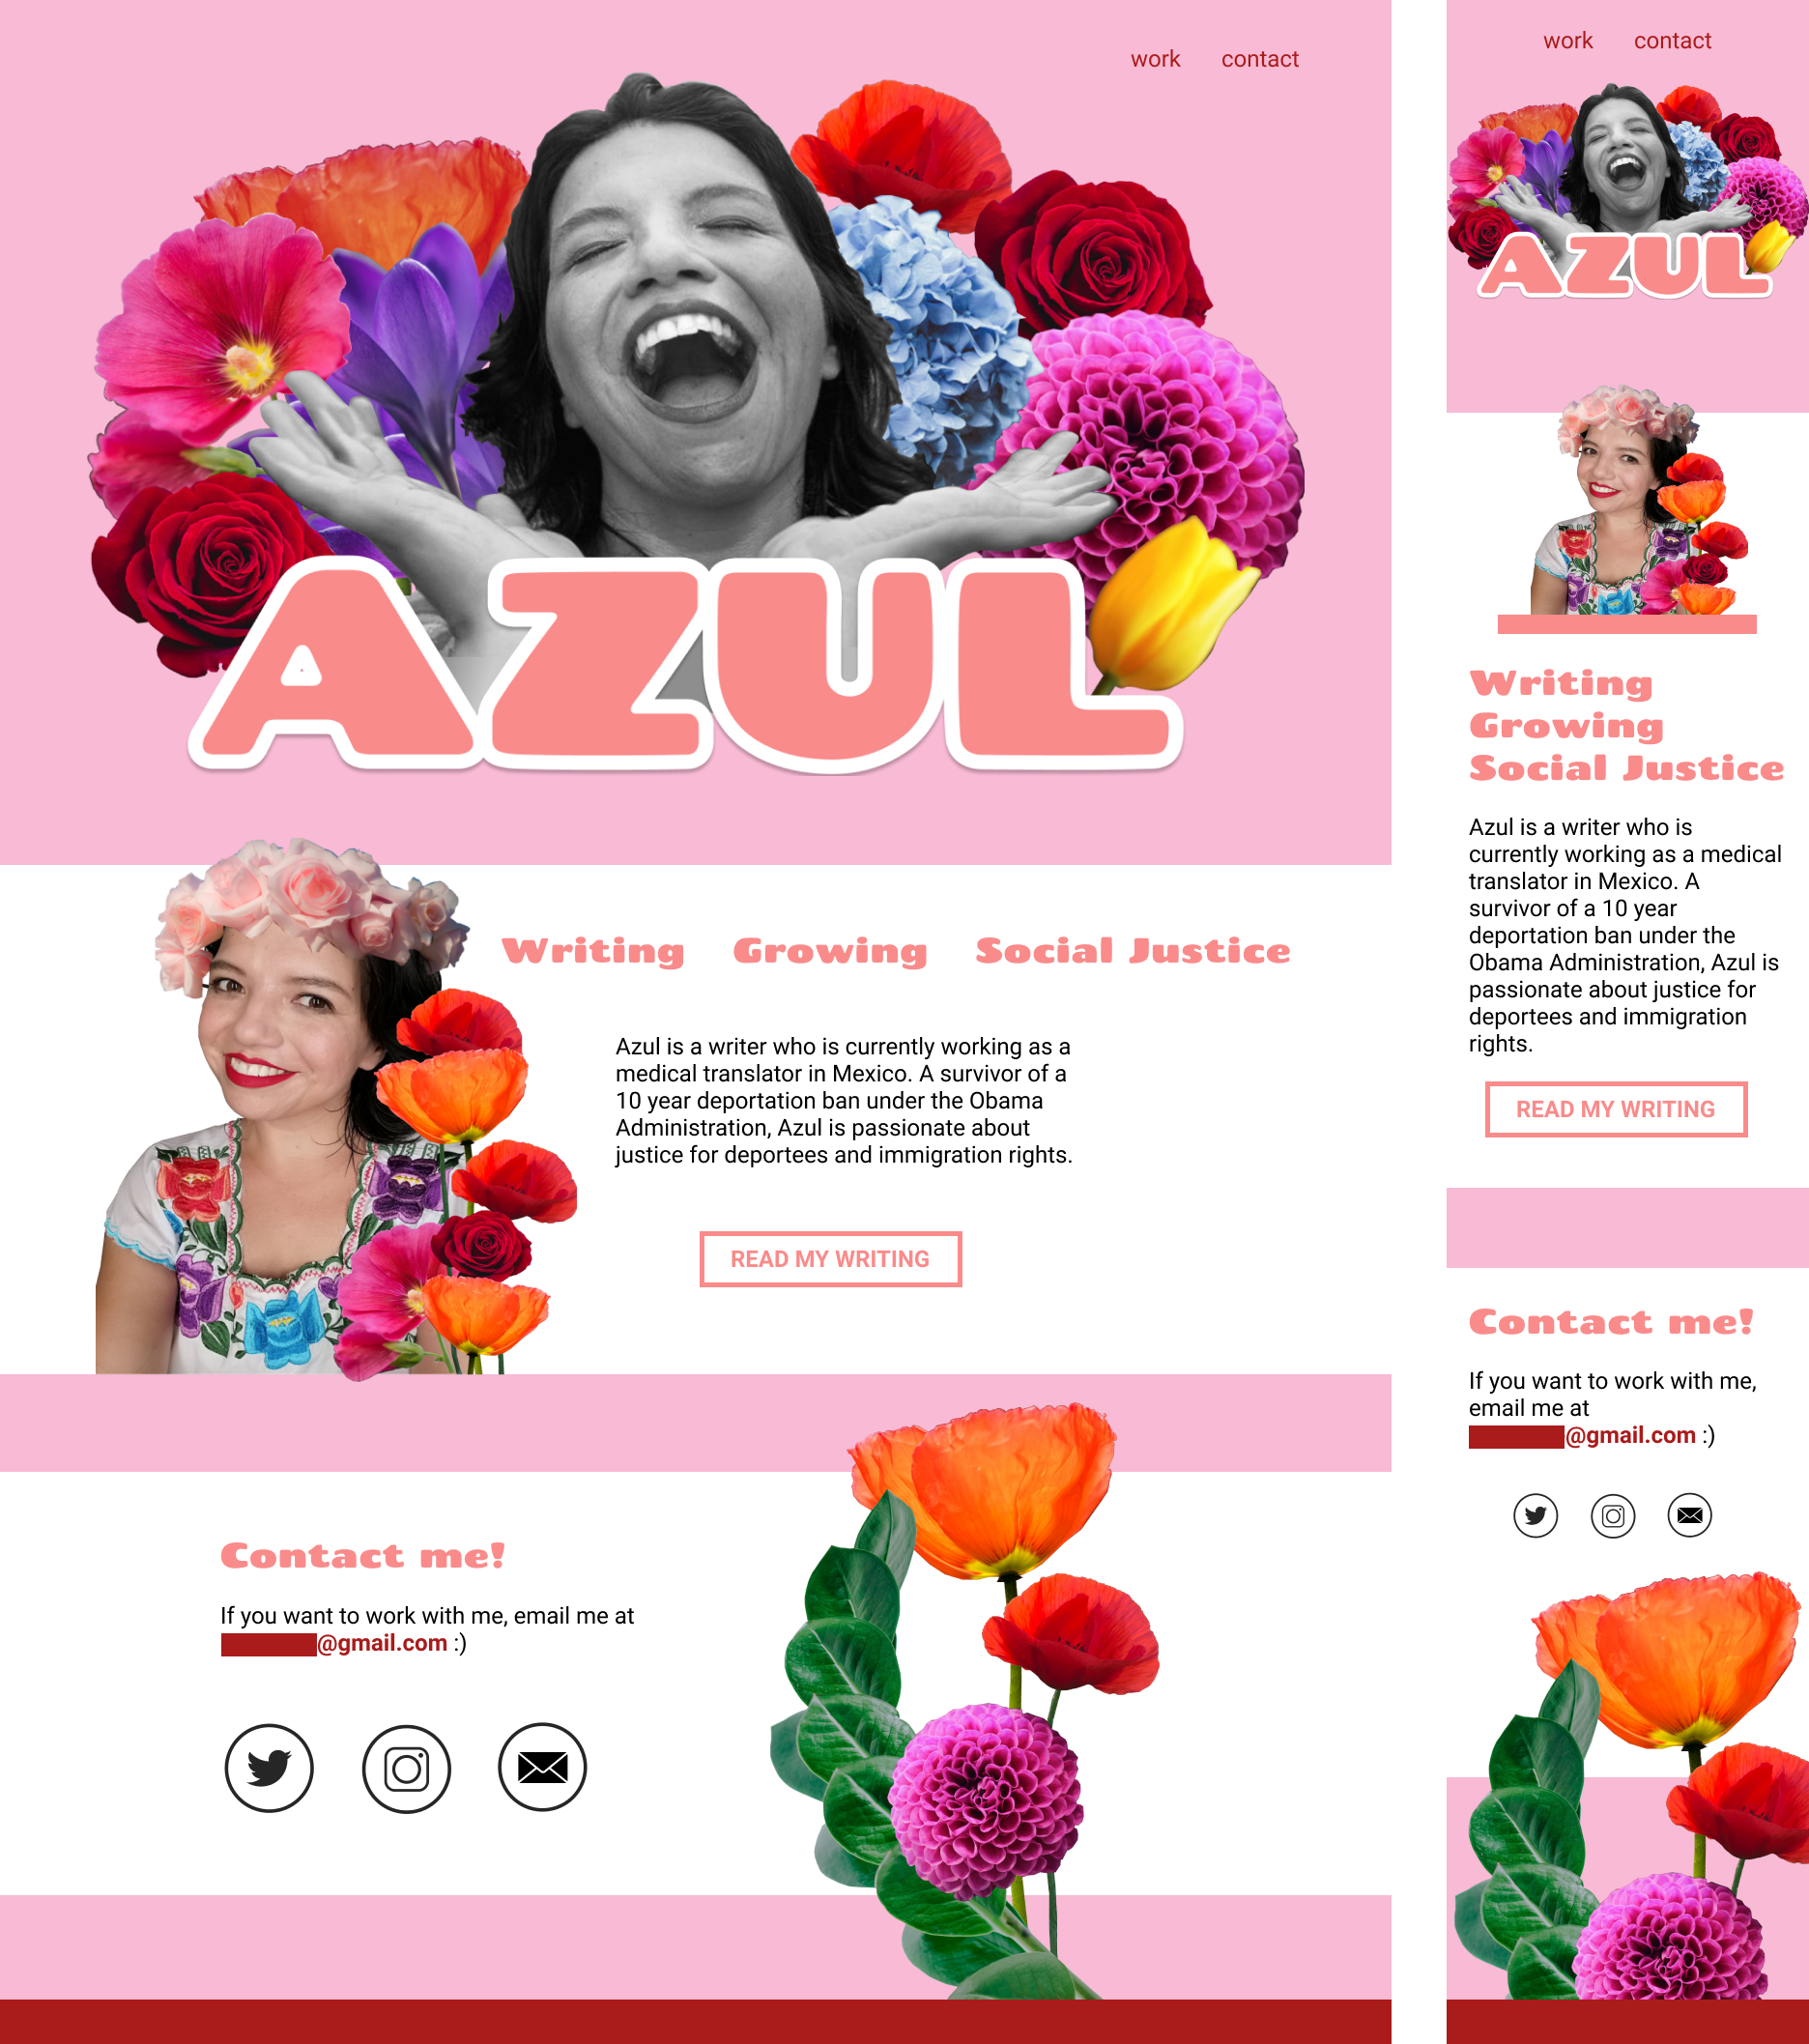 work contact
AZUL
Writing Growing Social Justice
Azul is a writer who is currently working as a
medical translator in Mexico. A survivor of a
10 year deportation ban under the Obama
Administration, Azul is passionate about
justice for deportees and immigration rights.
READ MY WRITING
Contact me!
If you want to work with me, email me at
@gmail.com :)
work contact
AZUL
Writing
Growing
Social Justice
Azul is a writer who is
currently working as a medical
translator in Mexico. A
survivor of a 10 year
deportation ban under the
Obama Administration, Azul is
passionate about justice for
deportees and immigration
rights.
READ MY WRITING
Contact me!
If you want to work with me,
email me at
@gmail.com :)